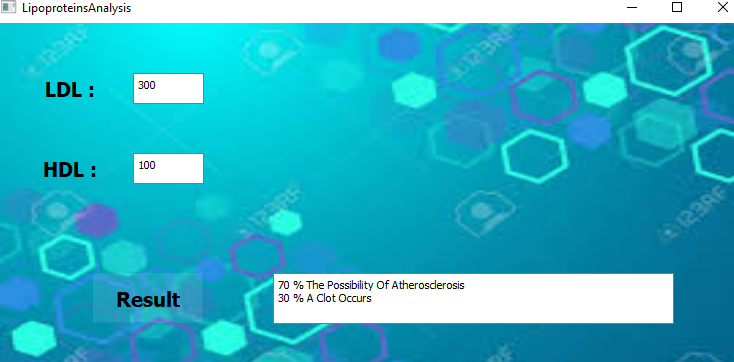 LipoproteinsAnalysis
LDL :
300
HDL :
100
Result
70 % The Possibility Of Atherosclerosis
30 % A Clot Occurs
123RF
123RF
123RF
123RF